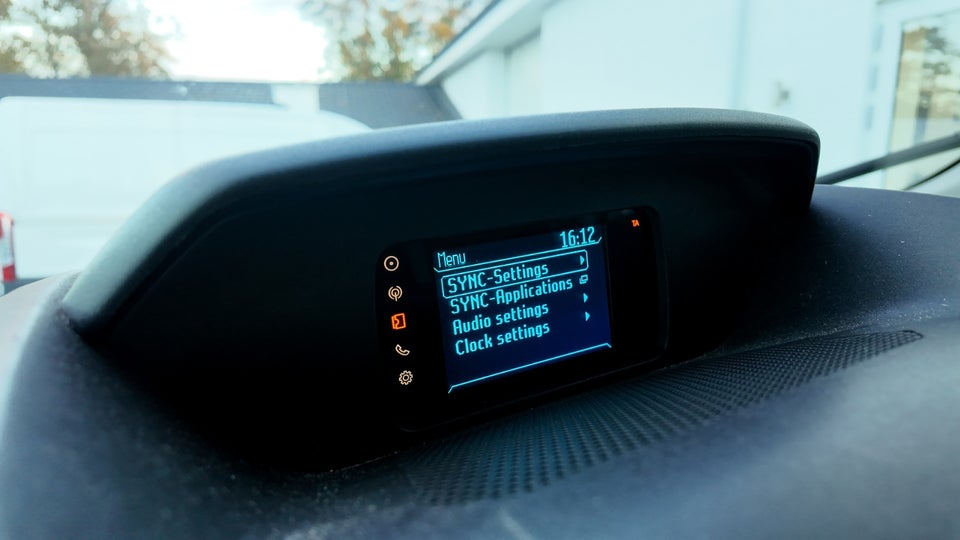 Menu 16:12
SYNC-Settings
SYNC-Applications
Audio settings
Clock settings
TA